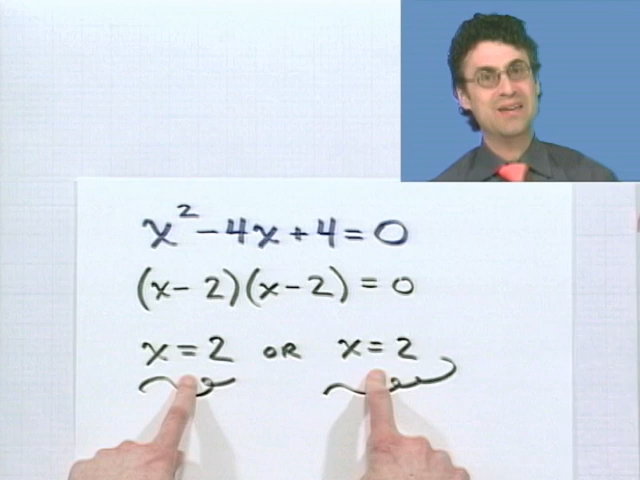 x² - 4x + 4 = 0
(x - 2)(x - 2) = 0
x = 2 OR x = 2